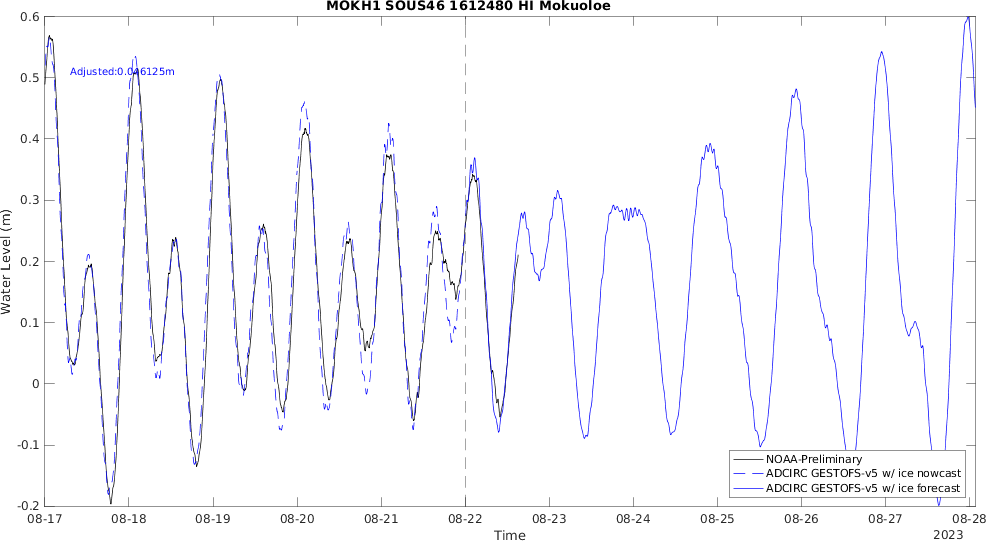 MOKH1 SOUS46 1612480 HI Mokuoloe
Adjusted:0.046125m
Water Level (m)
0.6
0.5
0.4
0.3
0.2
0.1
0
-0.1
-0.2
NOAA-Preliminary
ADCIRC GESTOFS-v5 w/ ice nowcast
ADCIRC GESTOFS-v5 w/ ice forecast
08-17 08-18 08-19 08-20 08-21 08-22 08-23 08-24 08-25 08-26 08-27 08-28
Time
2023